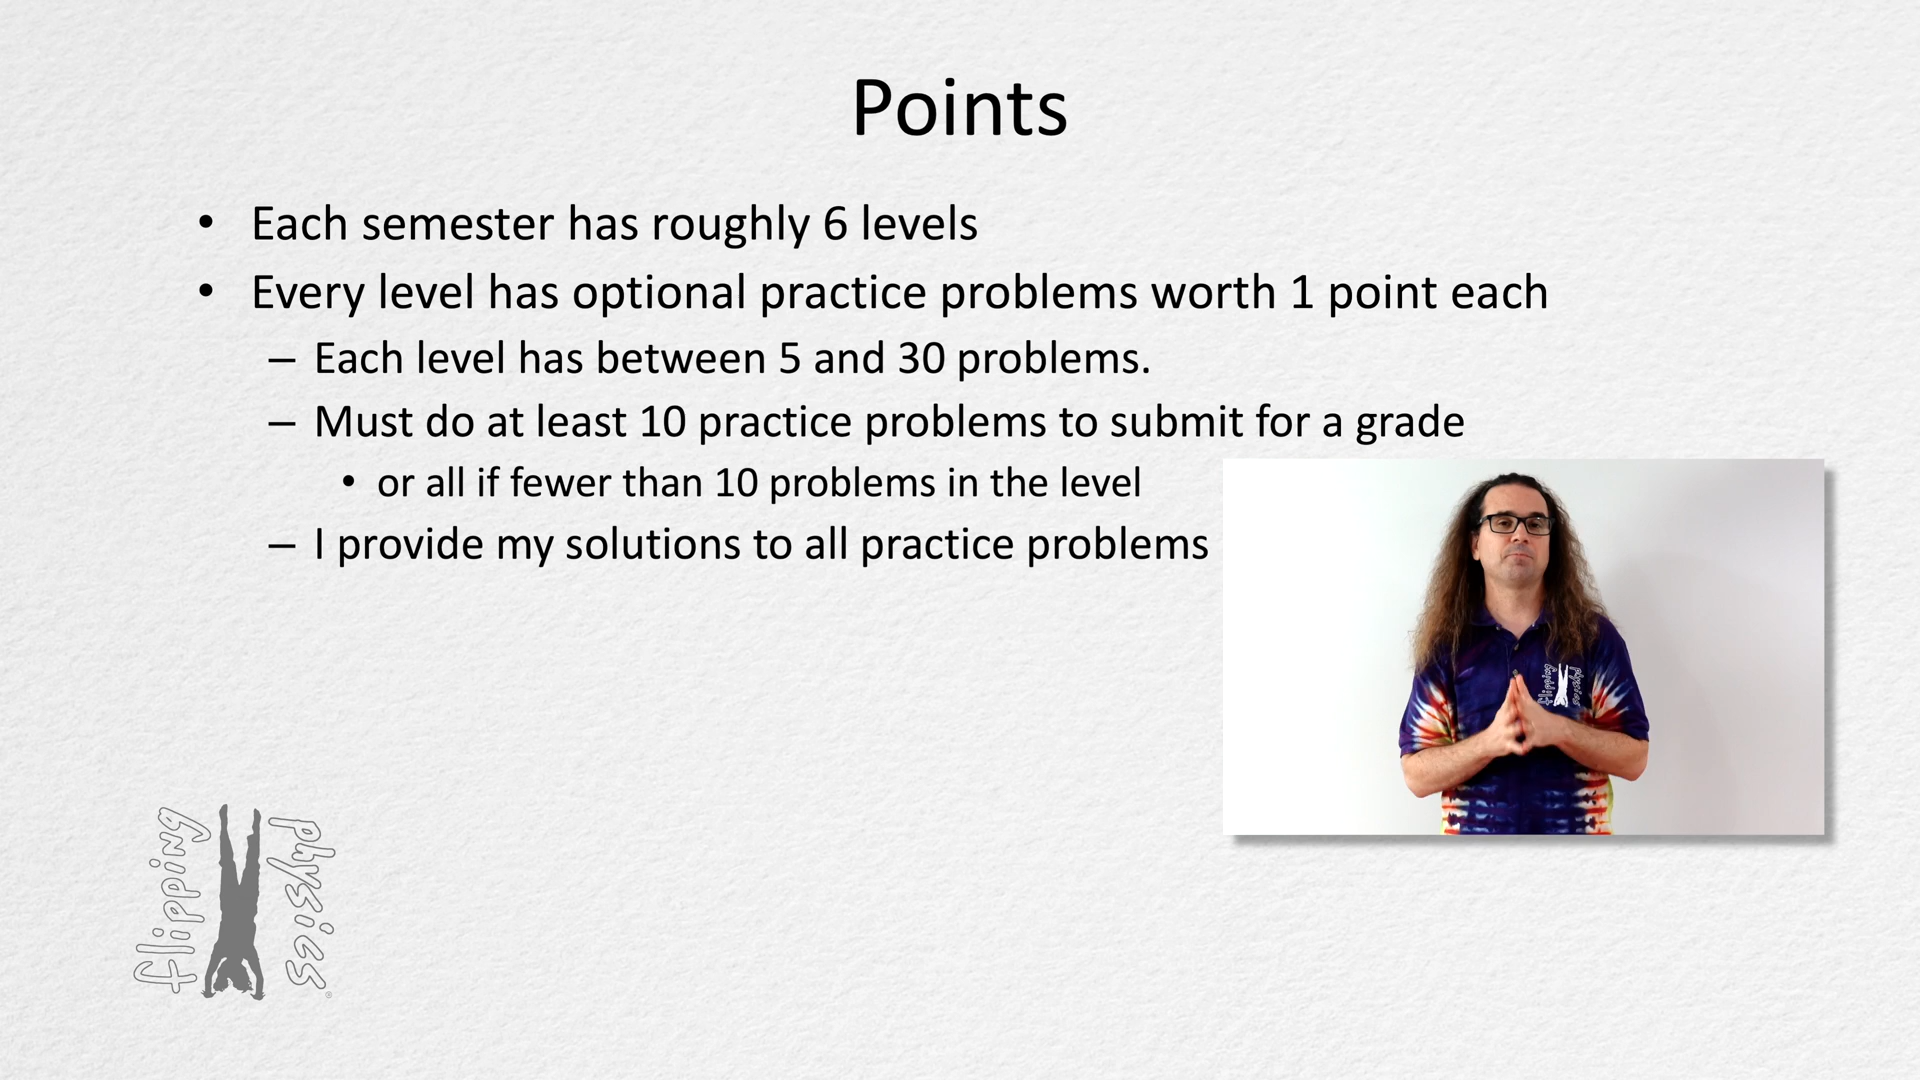 Points
• Each semester has roughly 6 levels
• Every level has optional practice problems worth 1 point each
– Each level has between 5 and 30 problems.
– Must do at least 10 practice problems to submit for a grade
• or all if fewer than 10 problems in the level
– I provide my solutions to all practice problems
flipping
physics
flipping
physics®